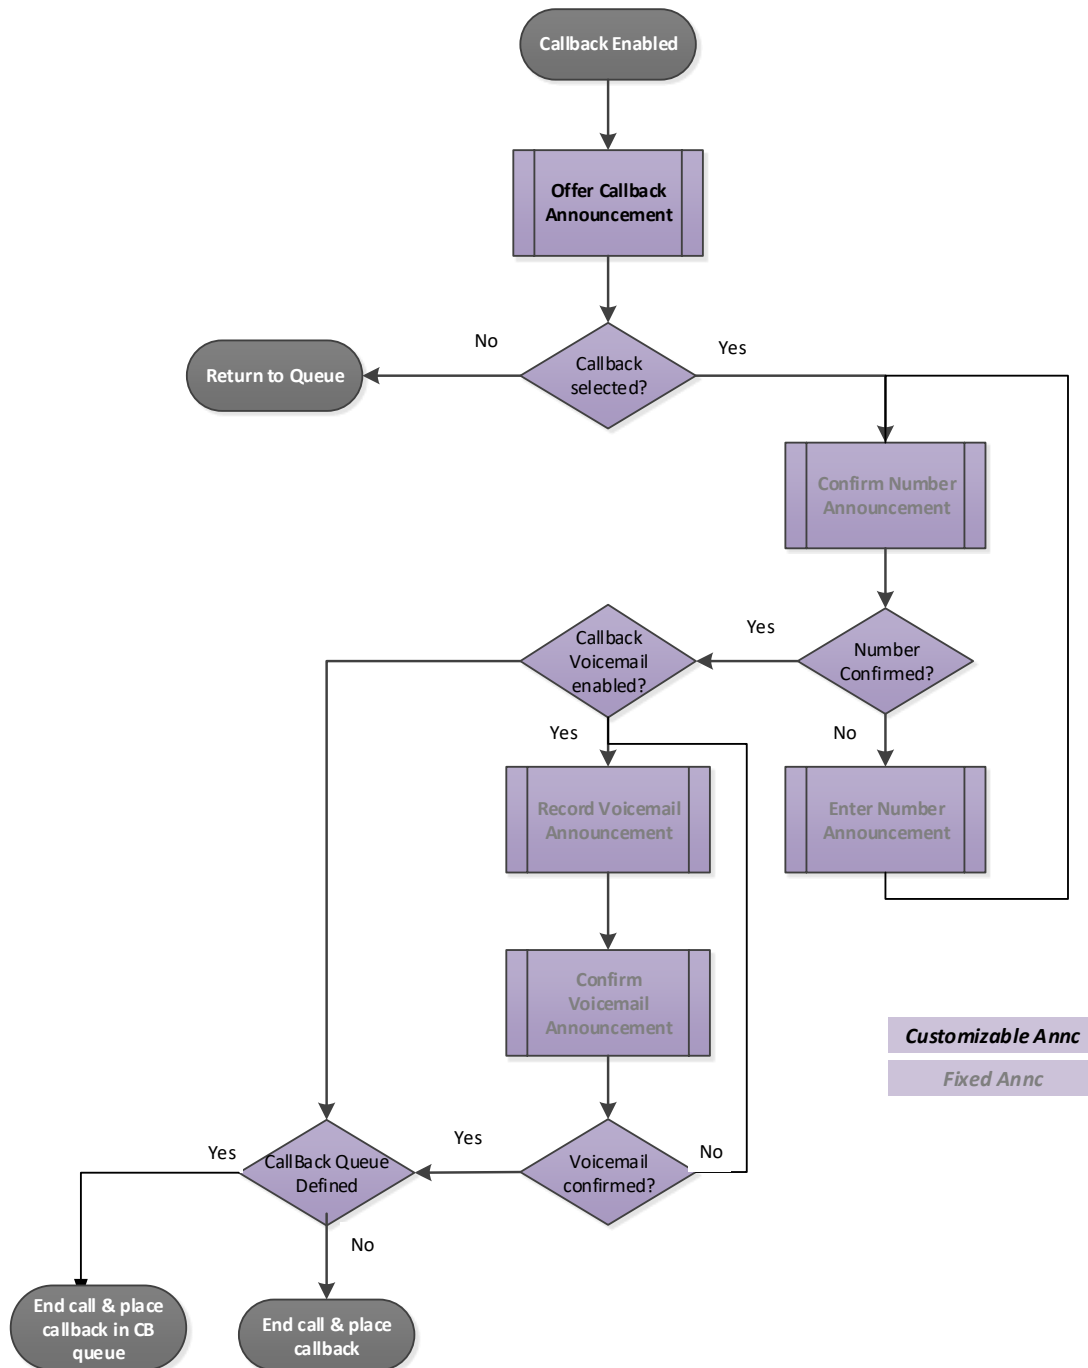 Callback Enabled
Offer Callback
Announcement
No
Yes
Callback
selected?
Return to Queue
Confirm Number
Announcement
Yes
Callback
Voicemail
enabled?
Number
Confirmed?
Yes
No
Record Voicemail
Announcement
Enter Number
Announcement
Confirm
Voicemail
Announcement
Customizable Annc
Fixed Annc
Yes
Yes
No
CallBack Queue
Defined
Voicemail
confirmed?
No
End call & place
callback in CB
queue
End call & place
callback